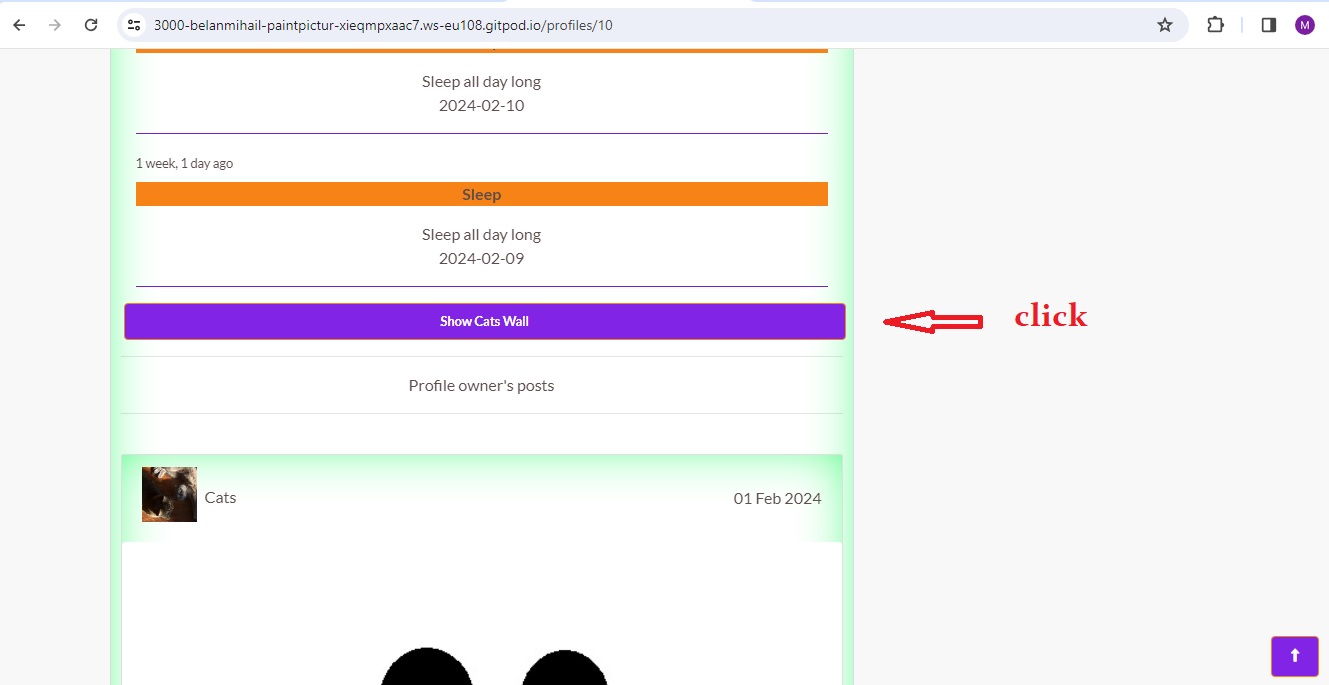 3000-belanmihail-paintpictur-xieqmpxaac7.ws-eu108.gitpod.io/profiles/10
M
Sleep all day long
2024-02-10
1 week, 1 day ago
Sleep
Sleep all day long
2024-02-09
Show Cats Wall
click
Profile owner's posts
Cats
01 Feb 2024